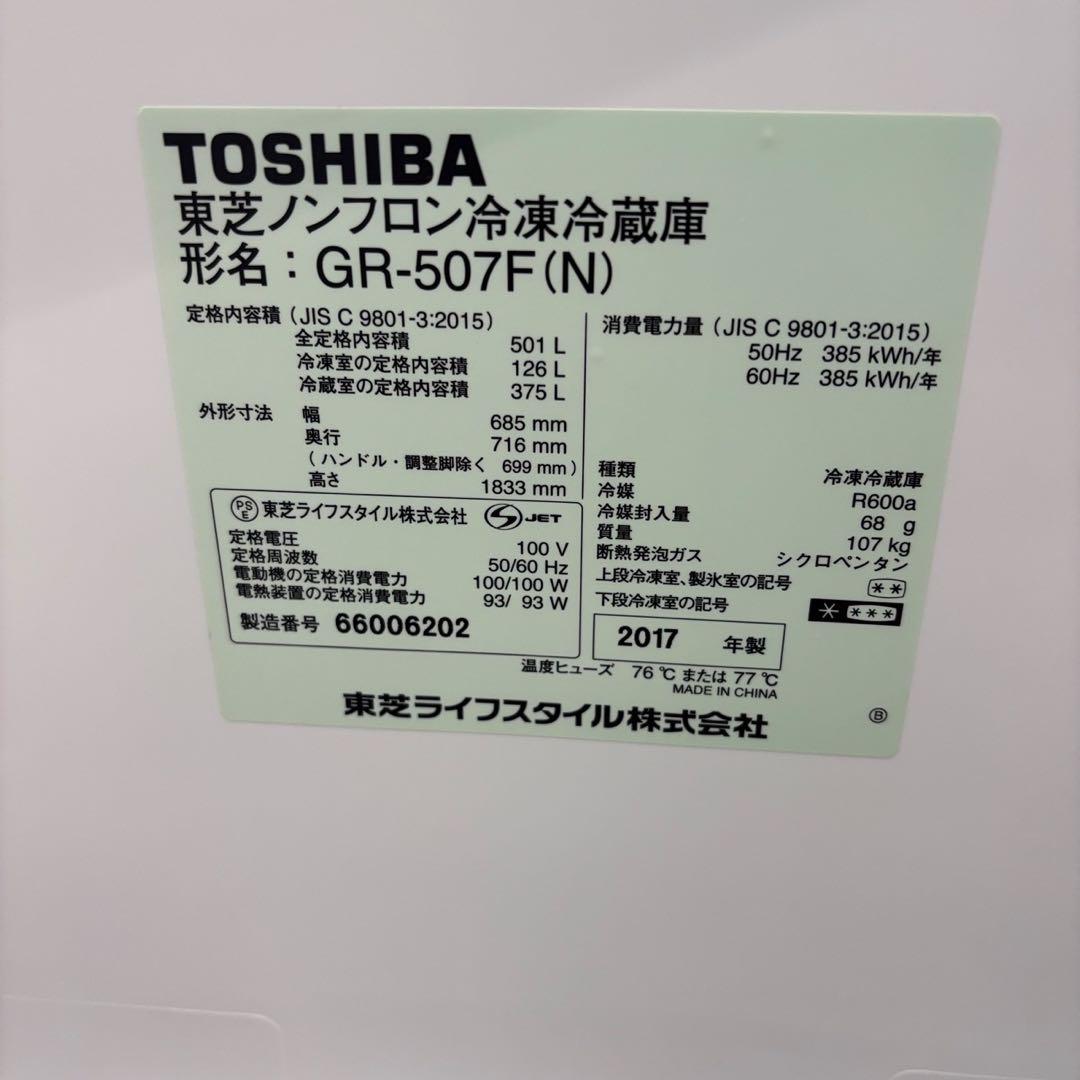 TOSHIBA
東芝ノンフロン冷凍冷蔵庫
形名：GR-507F(N)
定格内容積（JIS C 9801-3:2015）
全定格内容積 501 L
冷凍室の定格内容積 126 L
冷蔵室の定格内容積 375 L
外形寸法 幅 685 mm
奥行 716 mm
（ハンドル・調整脚除く 699 mm）
高さ 1833 mm
PSE 東芝ライフスタイル株式会社 S JET
定格電圧 100 V
定格周波数 50/60 Hz
電動機の定格消費電力 100/100 W
電熱装置の定格消費電力 93/ 93 W
製造番号 66006202
消費電力量（JIS C 9801-3:2015）
50Hz 385 kWh/年
60Hz 385 kWh/年
種類 冷凍冷蔵庫
冷媒 R600a
冷媒封入量 68 g
質量 107 kg
断熱発泡ガス シクロペンタン
上段冷凍室、製氷室の記号 **
下段冷凍室の記号 * ***
2017 年製
温度ヒューズ 76 ℃ または 77 ℃
MADE IN CHINA
東芝ライフスタイル株式会社
Ⓑ